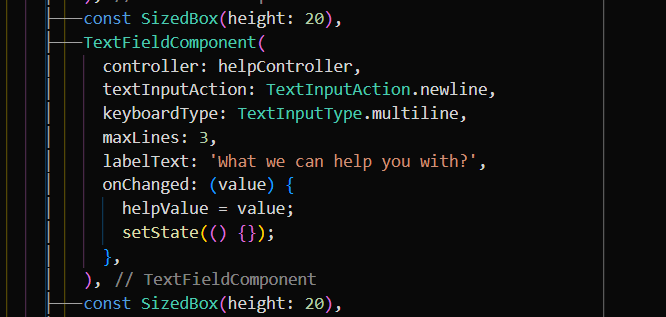 const SizedBox(height: 20),
TextFieldComponent(
controller: helpController,
textInputAction: TextInputAction.newline,
keyboardType: TextInputType.multiline,
maxLines: 3,
labelText: 'What we can help you with?',
onChanged: (value) {
helpValue = value;
setState(() {});
},
), // TextFieldComponent
const SizedBox(height: 20),